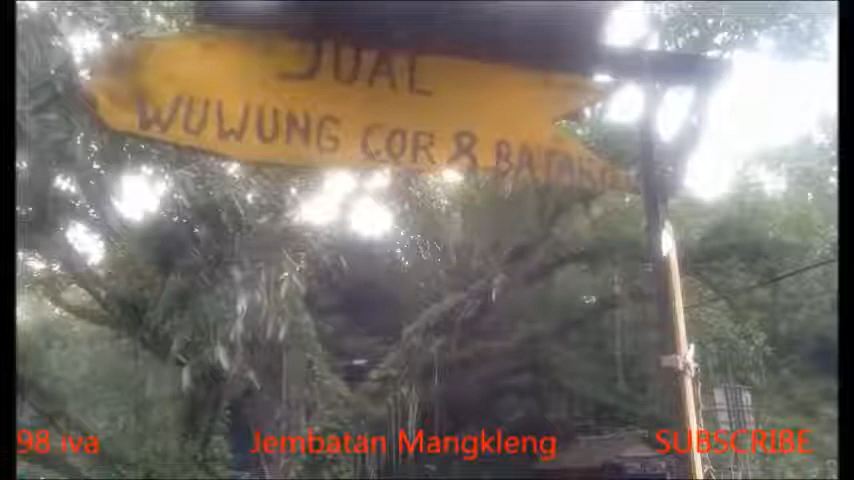 JUAL
WUWUNG COR & BATAKO
98 iva
Jembatan Mangkleng
SUBSCRIBE